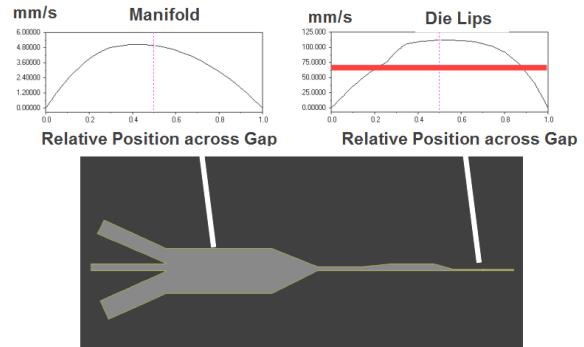 mm/s
Manifold
6.00000
4.80000
3.60000
2.40000
1.20000
0.00000
0.0 0.2 0.4 0.6 0.8 1.0
Relative Position across Gap
mm/s
Die Lips
125.000
100.000
75.0000
50.0000
25.0000
0.00000
0.0 0.2 0.4 0.6 0.8 1.0
Relative Position across Gap